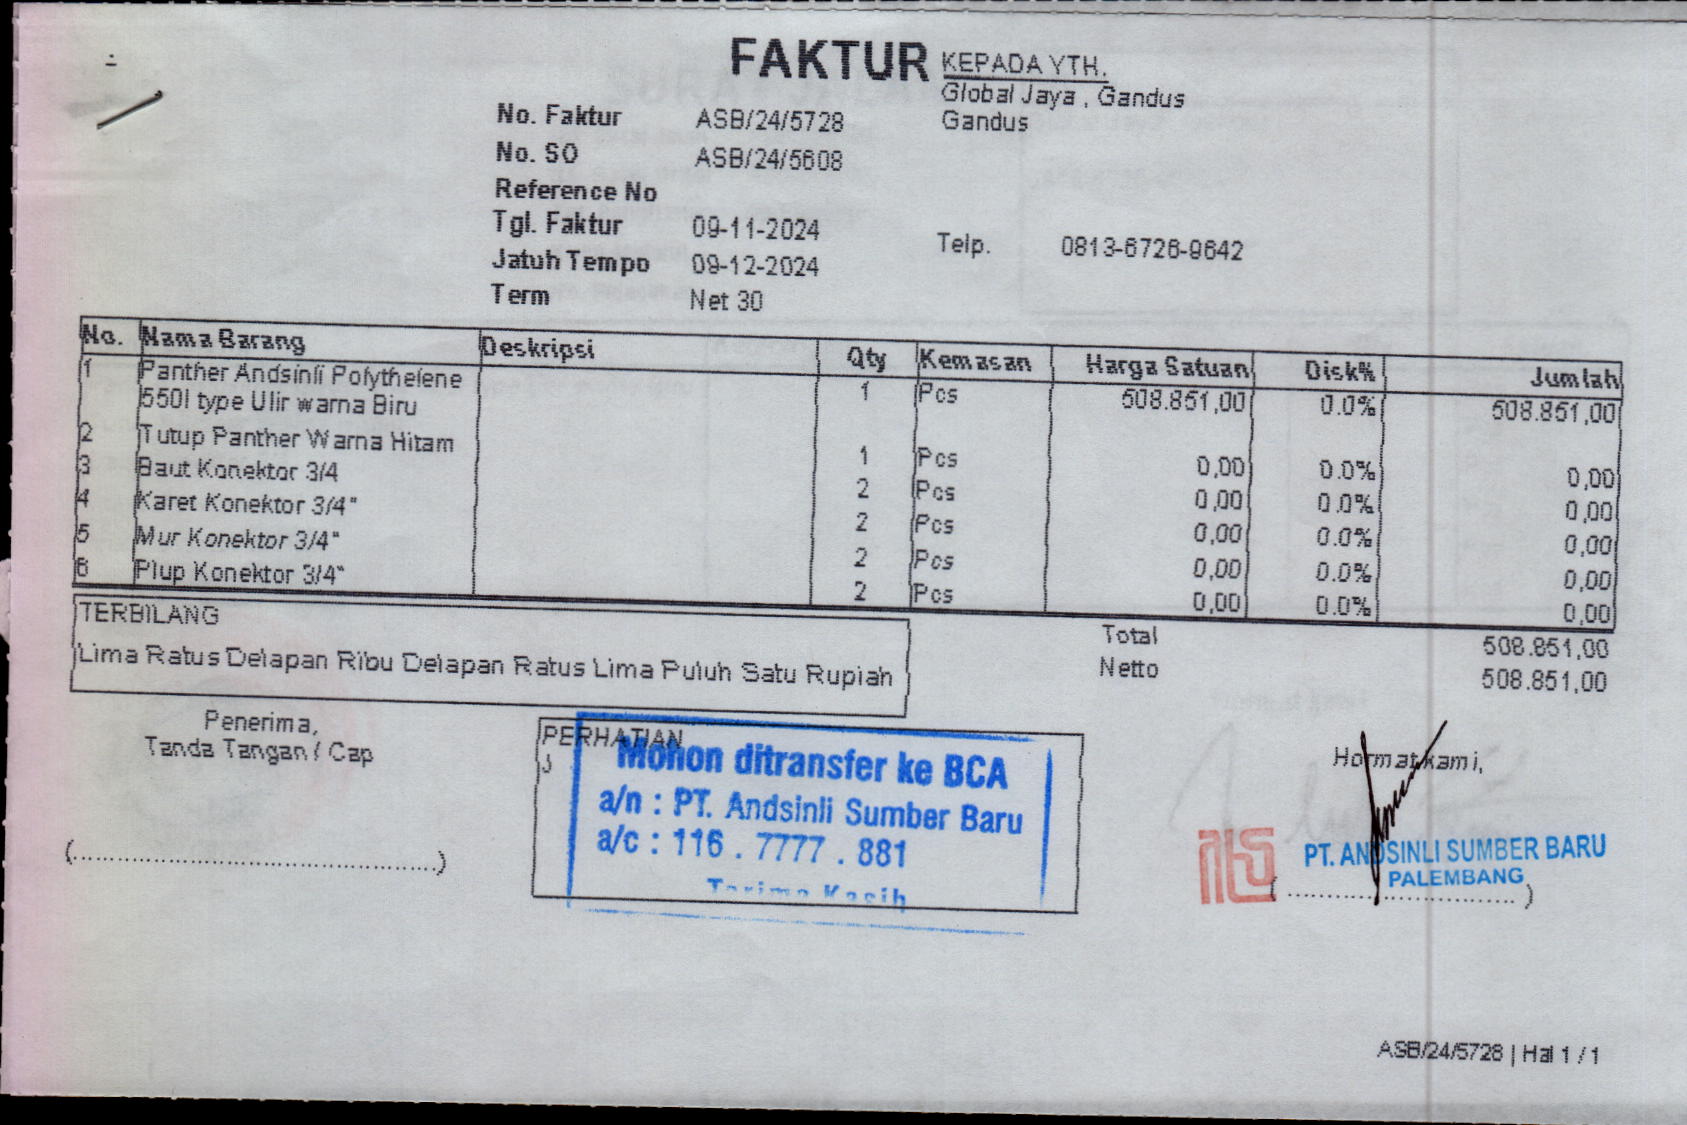 FAKTUR
KEPADA YTH.
Global Jaya , Gandus
Gandus
No. Faktur ASB/24/5728
No. SO ASB/24/5608
Reference No
Tgl. Faktur 09-11-2024
Jatuh Tempo 09-12-2024
Term Net 30
Telp. 0813-6726-9642
No. Nama Barang Deskripsi Qty Kemasan Harga Satuan Disk% Jumlah
1 Panther Andsinli Polythelene 1 Pcs 508.851,00 0.0% 508.851,00
550l type Ulir warna Biru
2 Tutup Panther Warna Hitam 1 Pcs 0,00 0.0% 0,00
3 Baut Konektor 3/4 2 Pcs 0,00 0.0% 0,00
4 Karet Konektor 3/4" 2 Pcs 0,00 0.0% 0,00
5 Mur Konektor 3/4" 2 Pcs 0,00 0.0% 0,00
6 Plup Konektor 3/4" 2 Pcs 0,00 0.0% 0,00
TERBILANG
Lima Ratus Delapan Ribu Delapan Ratus Lima Puluh Satu Rupiah
Total 508.851,00
Netto 508.851,00
Penerima,
Tanda Tangan / Cap
(..........................................................)
PERHATIAN
Mohon ditransfer ke BCA
a/n : PT. Andsinli Sumber Baru
a/c : 116 . 7777 . 881
Terima Kasih
Hormat kami,
PT. ANDSINLI SUMBER BARU
PALEMBANG
(....................................)
ASB/24/5728 | Hal 1 / 1